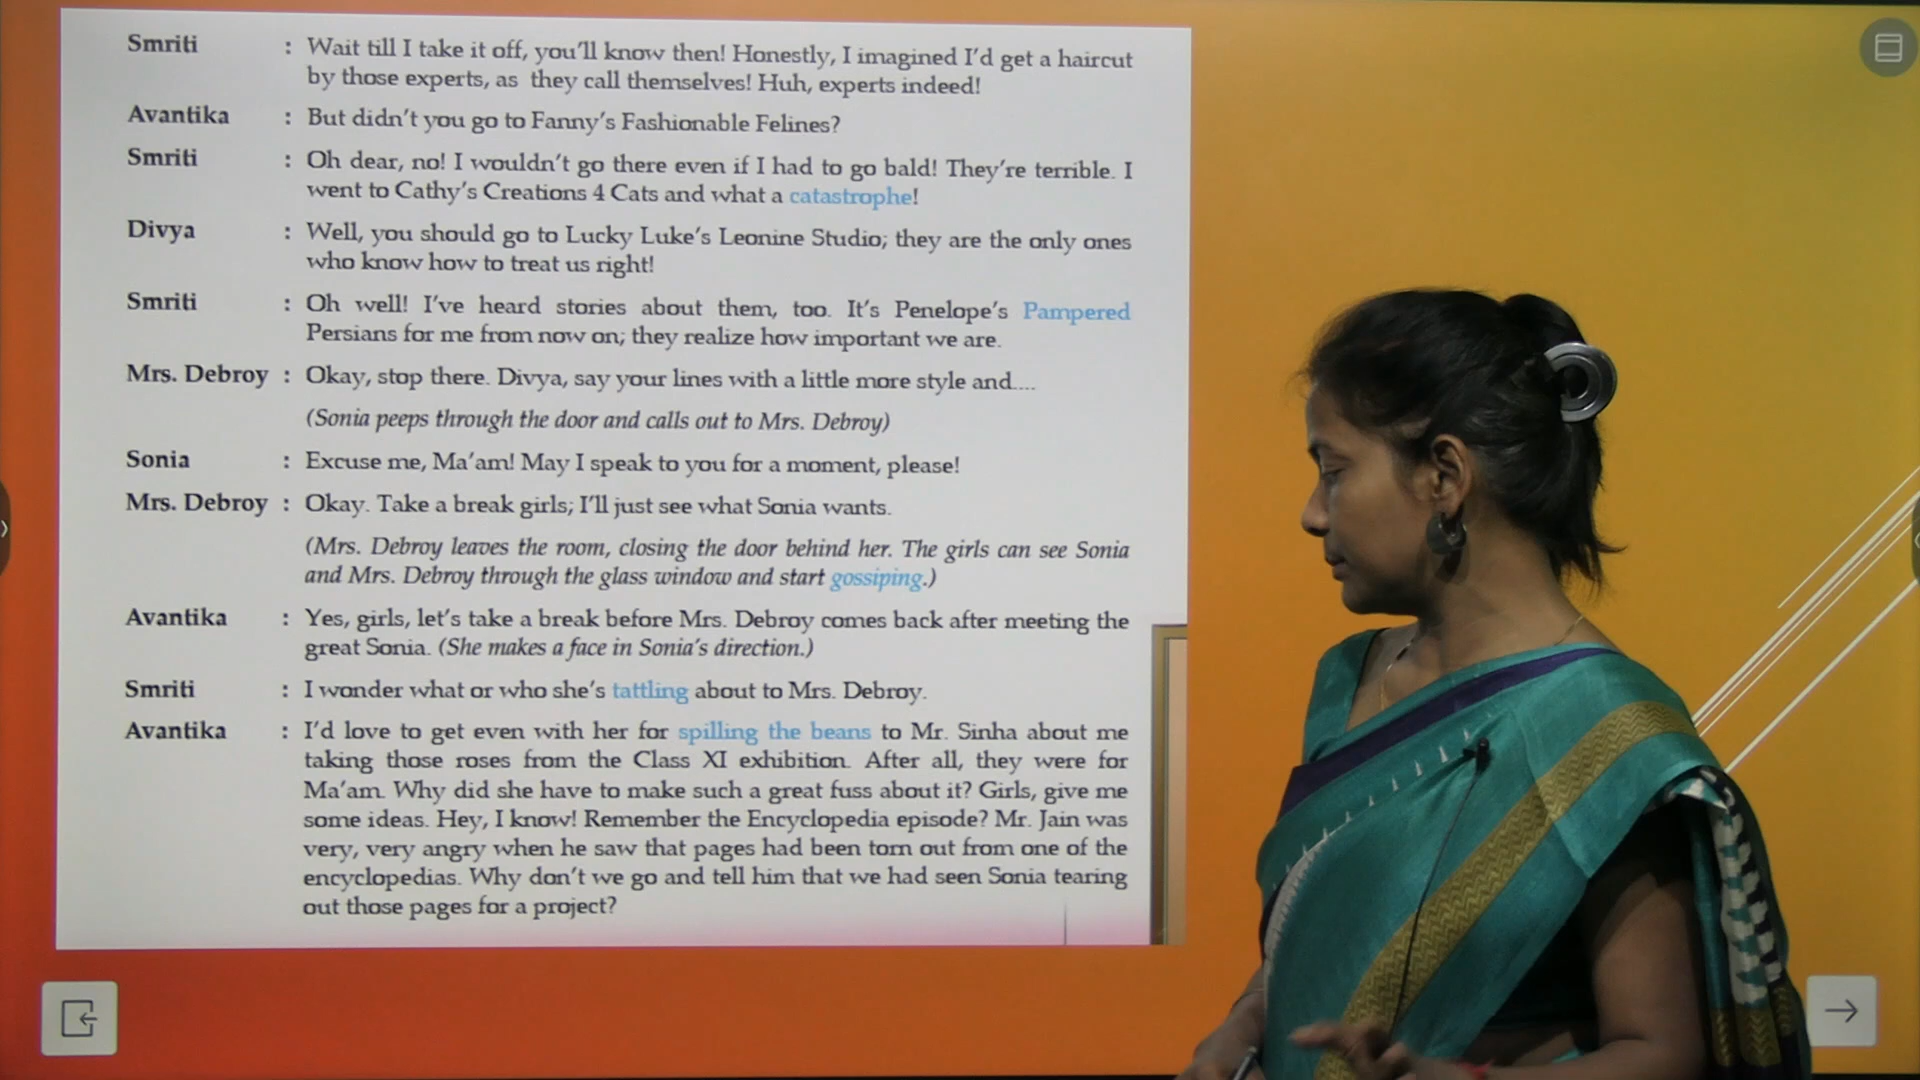 Smriti : Wait till I take it off, you'll know then! Honestly, I imagined I'd get a haircut
by those experts, as they call themselves! Huh, experts indeed!
Avantika : But didn't you go to Fanny's Fashionable Felines?
Smriti : Oh dear, no! I wouldn't go there even if I had to go bald! They're terrible. I
went to Cathy's Creations 4 Cats and what a catastrophe!
Divya : Well, you should go to Lucky Luke's Leonine Studio; they are the only ones
who know how to treat us right!
Smriti : Oh well! I've heard stories about them, too. It's Penelope's Pampered
Persians for me from now on; they realize how important we are.
Mrs. Debroy : Okay, stop there. Divya, say your lines with a little more style and....
(Sonia peeps through the door and calls out to Mrs. Debroy)
Sonia : Excuse me, Ma'am! May I speak to you for a moment, please!
Mrs. Debroy : Okay. Take a break girls; I'll just see what Sonia wants.
(Mrs. Debroy leaves the room, closing the door behind her. The girls can see Sonia
and Mrs. Debroy through the glass window and start gossiping.)
Avantika : Yes, girls, let's take a break before Mrs. Debroy comes back after meeting the
great Sonia. (She makes a face in Sonia's direction.)
Smriti : I wonder what or who she's tattling about to Mrs. Debroy.
Avantika : I'd love to get even with her for spilling the beans to Mr. Sinha about me
taking those roses from the Class XI exhibition. After all, they were for
Ma'am. Why did she have to make such a great fuss about it? Girls, give me
some ideas. Hey, I know! Remember the Encyclopedia episode? Mr. Jain was
very, very angry when he saw that pages had been torn out from one of the
encyclopedias. Why don't we go and tell him that we had seen Sonia tearing
out those pages for a project?